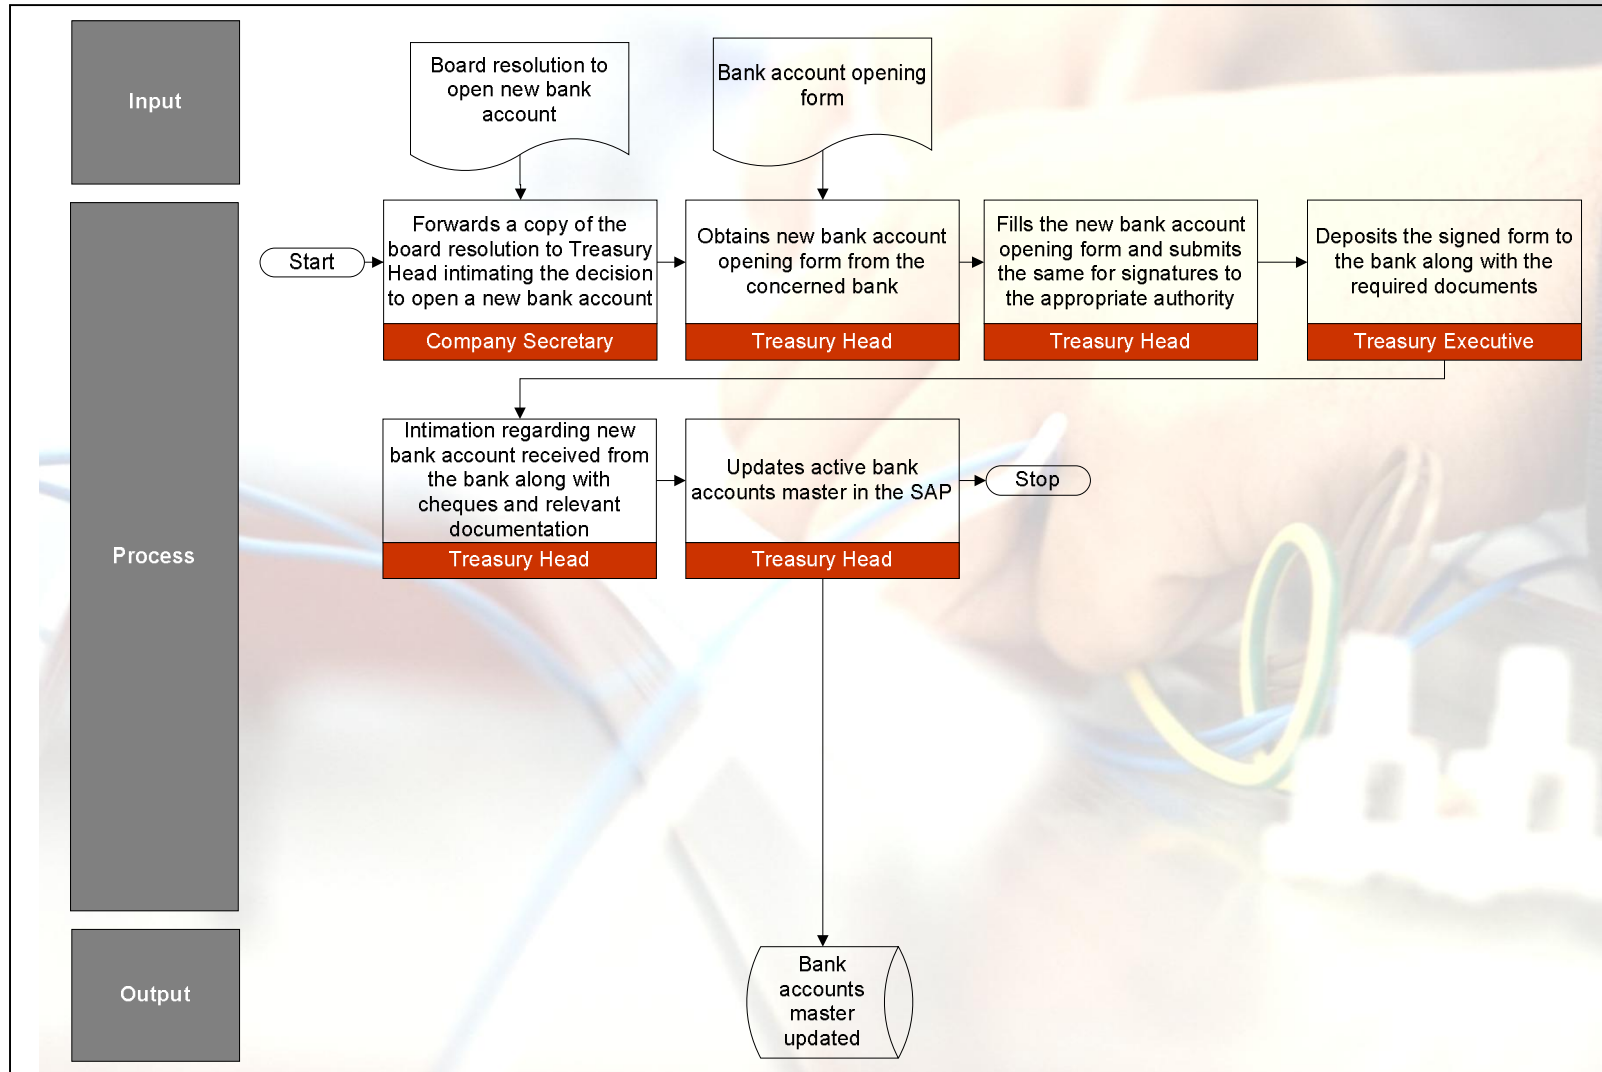 Input
Board resolution to
open new bank
account
Bank account opening
form
Process
Start
Forwards a copy of the
board resolution to Treasury
Head intimating the decision
to open a new bank account
Company Secretary
Obtains new bank account
opening form from the
concerned bank
Treasury Head
Fills the new bank account
opening form and submits
the same for signatures to
the appropriate authority
Treasury Head
Deposits the signed form to
the bank along with the
required documents
Treasury Executive
Intimation regarding new
bank account received from
the bank along with
cheques and relevant
documentation
Treasury Head
Updates active bank
accounts master in the SAP
Treasury Head
Stop
Output
Bank
accounts
master
updated